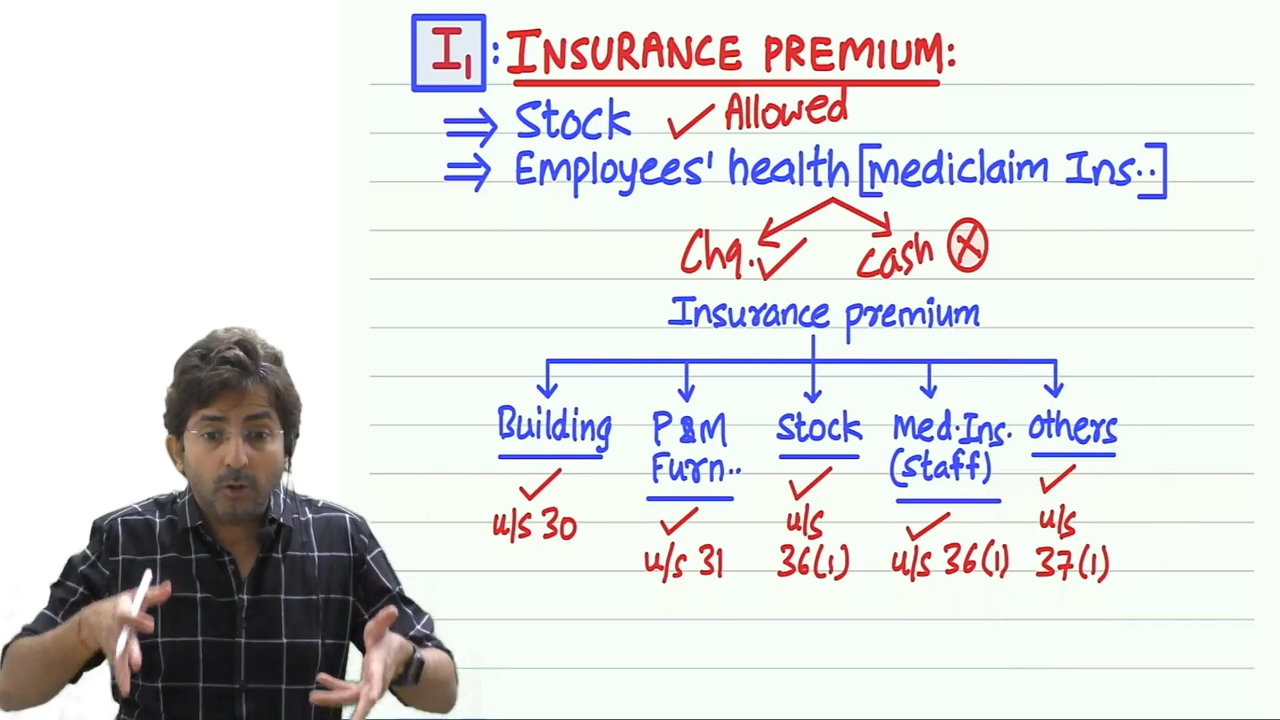 I1: INSURANCE PREMIUM:
⇒ Stock ✓ Allowed
⇒ Employees' health [mediclaim Ins..]
Chq. ✓ cash ⓧ
Insurance premium
Building P&M Stock Med.Ins. others
Furn.. (staff)
✓ ✓ ✓ ✓ ✓
u/s 30 u/s 31 u/s 36(1) u/s 36(1) u/s 37(1)